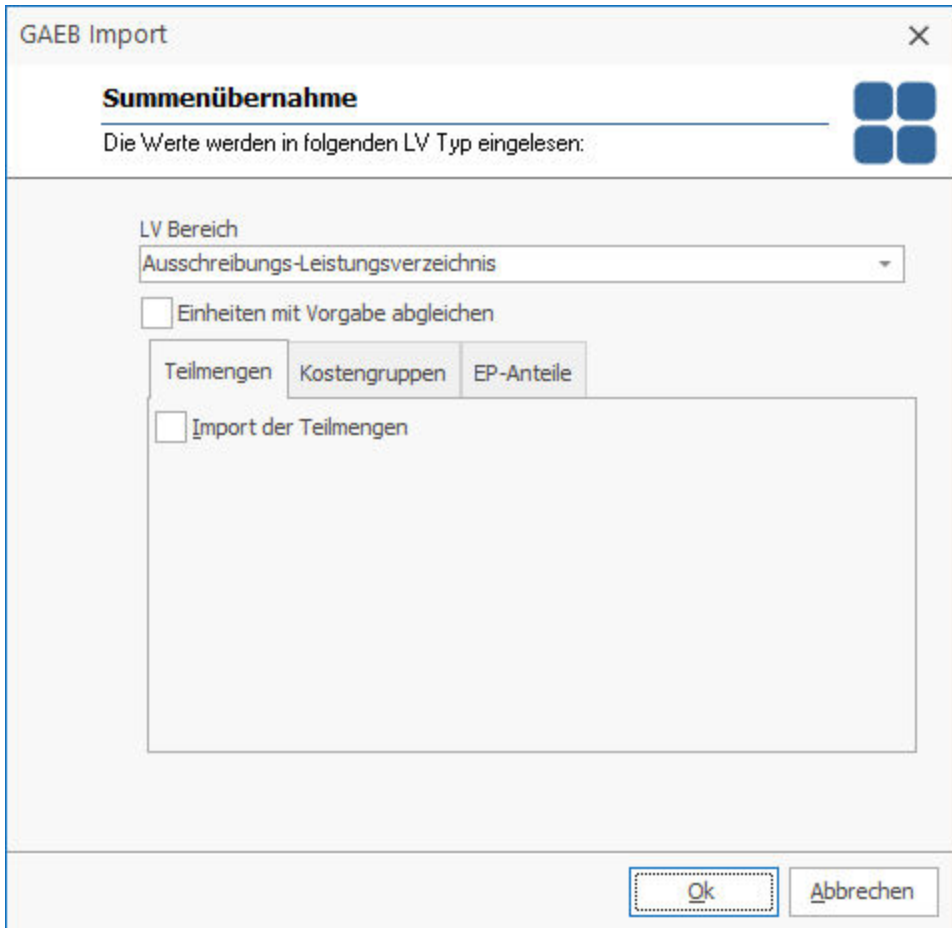 GAEB Import
Summenübernahme
Die Werte werden in folgenden LV Typ eingelesen:
LV Bereich
Ausschreibungs-Leistungsverzeichnis
Einheiten mit Vorgabe abgleichen
Teilmengen Kostengruppen EP-Anteile
Import der Teilmengen
Ok Abbrechen